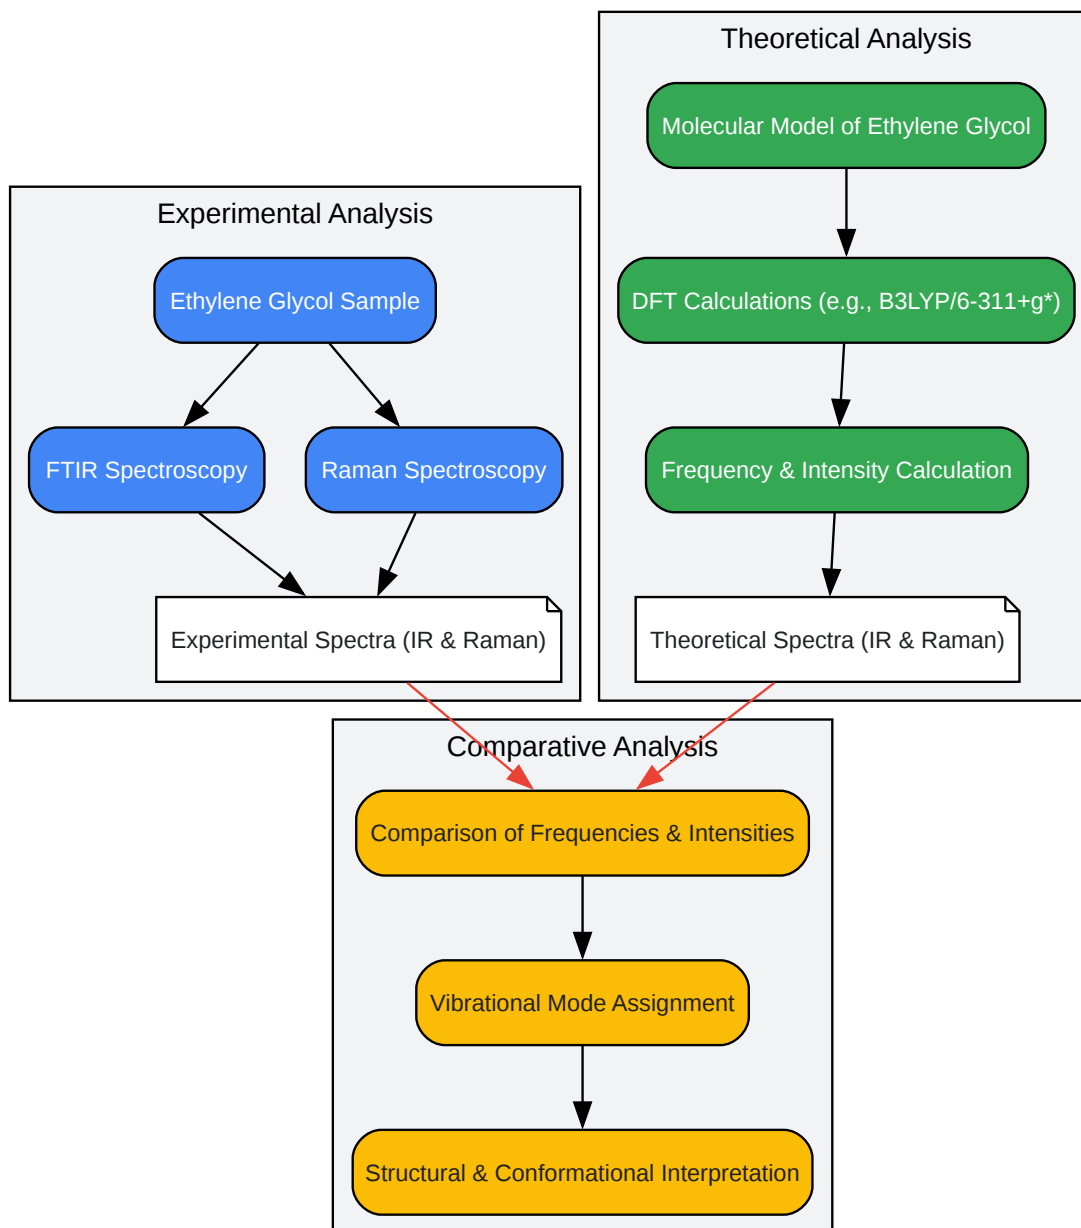 Theoretical Analysis
Molecular Model of Ethylene Glycol
DFT Calculations (e.g., B3LYP/6-311+g*)
Frequency & Intensity Calculation
Theoretical Spectra (IR & Raman)
Experimental Analysis
Ethylene Glycol Sample
FTIR Spectroscopy
Raman Spectroscopy
Experimental Spectra (IR & Raman)
Comparative Analysis
Comparison of Frequencies & Intensities
Vibrational Mode Assignment
Structural & Conformational Interpretation